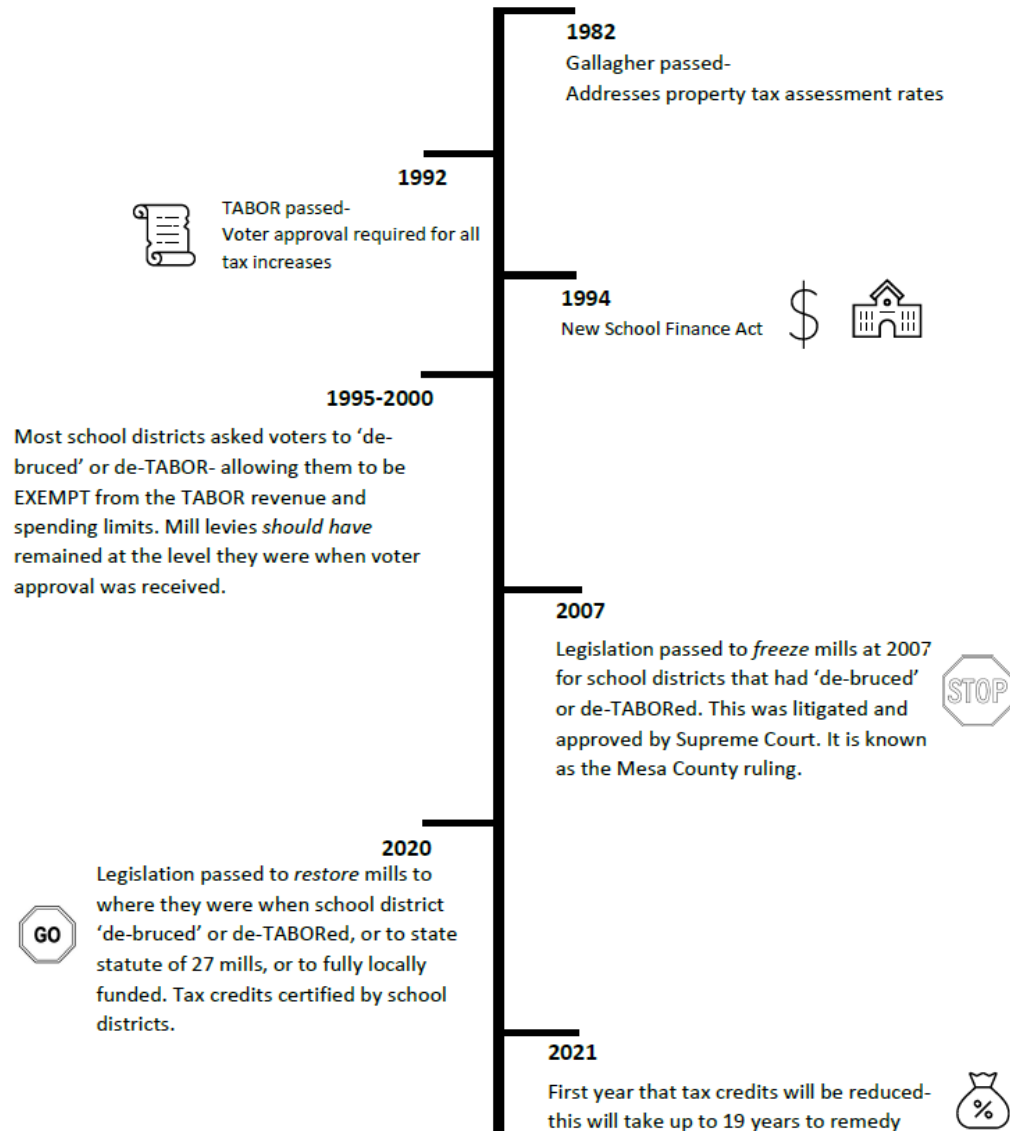 1982
Gallagher passed-
Addresses property tax assessment rates
1992
TABOR passed-
Voter approval required for all
tax increases
1994
New School Finance Act
$
1995-2000
Most school districts asked voters to ‘de-
bruced’ or de-TABOR- allowing them to be
EXEMPT from the TABOR revenue and
spending limits. Mill levies should have
remained at the level they were when voter
approval was received.
2007
Legislation passed to freeze mills at 2007
for school districts that had ‘de-bruced’
or de-TABORed. This was litigated and
approved by Supreme Court. It is known
as the Mesa County ruling.
STOP
2020
Legislation passed to restore mills to
where they were when school district
‘de-bruced’ or de-TABORed, or to state
statute of 27 mills, or to fully locally
funded. Tax credits certified by school
districts.
GO
2021
First year that tax credits will be reduced-
this will take up to 19 years to remedy
%